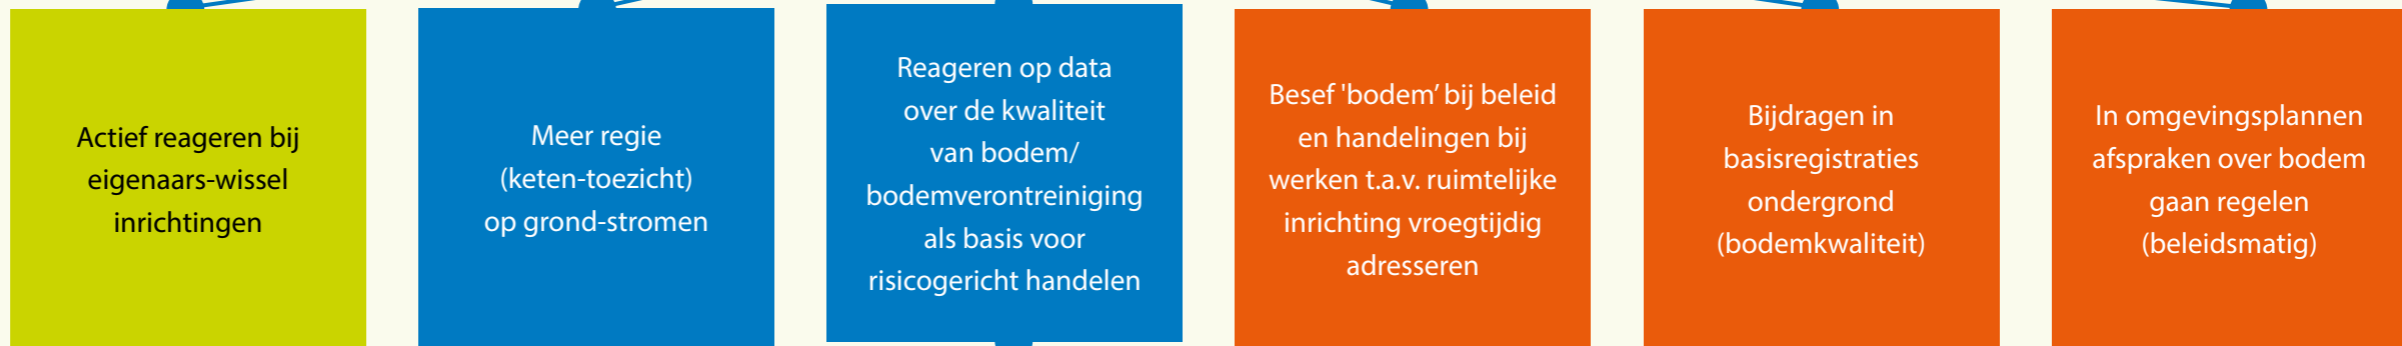 Actief reageren bij
eigenaars-wissel
inrichtingen
Meer regie
(keten-toezicht)
op grond-stromen
Reageren op data
over de kwaliteit
van bodem/
bodemverontreiniging
als basis voor
risicogericht handelen
Besef 'bodem’ bij beleid
en handelingen bij
werken t.a.v. ruimtelijke
inrichting vroegtijdig
adresseren
Bijdragen in
basisregistraties
ondergrond
(bodemkwaliteit)
In omgevingsplannen
afspraken over bodem
gaan regelen
(beleidsmatig)